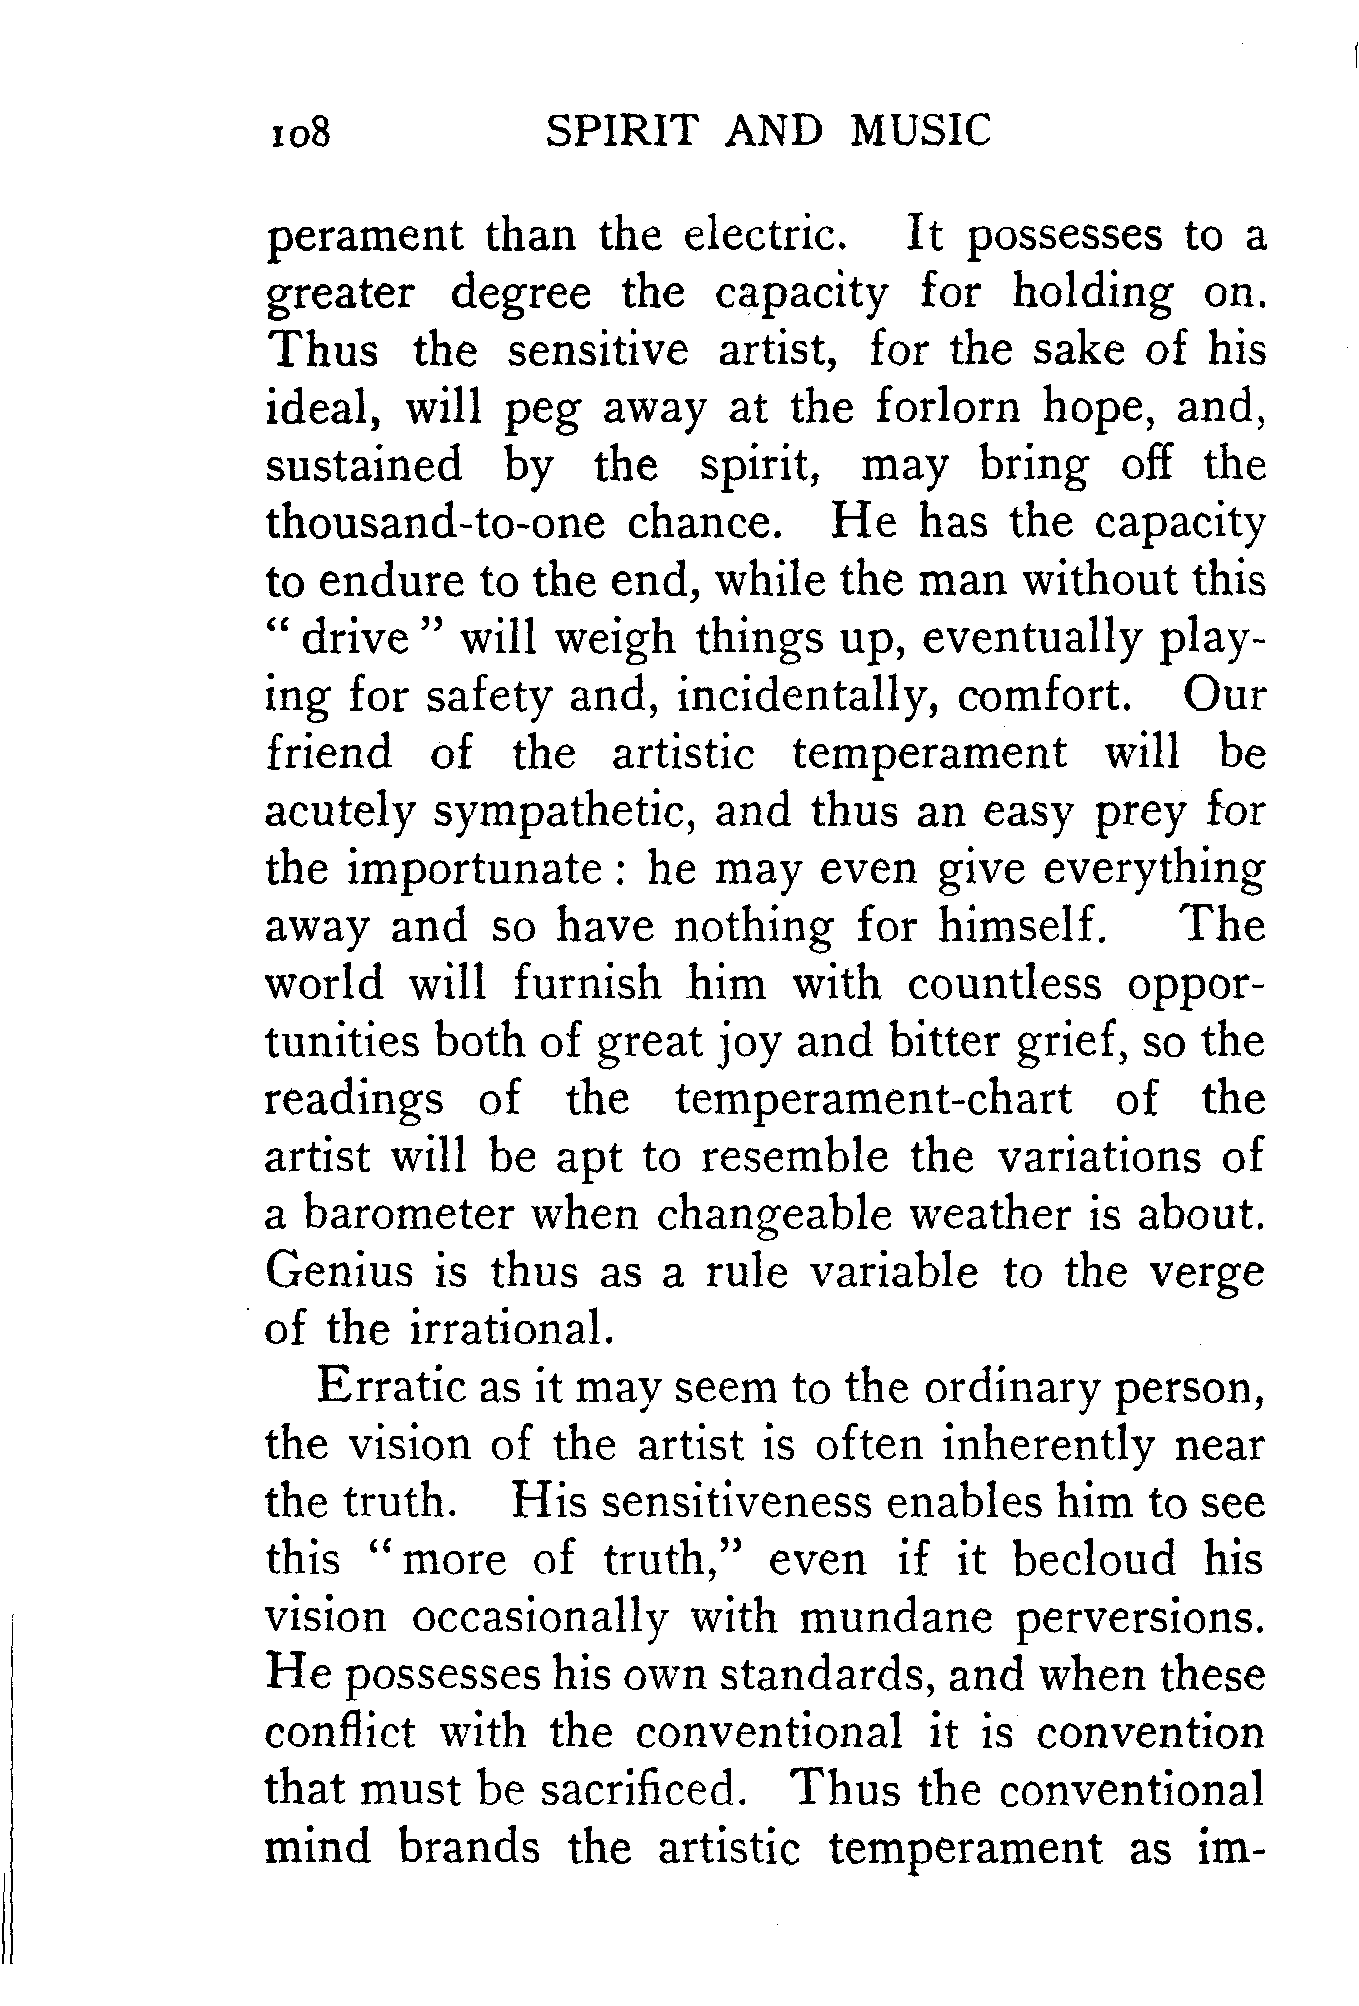 108 SPIRIT AND MUSIC
perament than the electric. It possesses to a
greater degree the capacity for holding on.
Thus the sensitive artist, for the sake of his
ideal, will peg away at the forlorn hope, and,
sustained by the spirit, may bring off the
thousand-to-one chance. He has the capacity
to endure to the end, while the man without this
“ drive ” will weigh things up, eventually play-
ing for safety and, incidentally, comfort. Our
friend of the artistic temperament will be
acutely sympathetic, and thus an easy prey for
the importunate : he may even give everything
away and so have nothing for himself. The
world will furnish him with countless oppor-
tunities both of great joy and bitter grief, so the
readings of the temperament-chart of the
artist will be apt to resemble the variations of
a barometer when changeable weather is about.
Genius is thus as a rule variable to the verge
of the irrational.
Erratic as it may seem to the ordinary person,
the vision of the artist is often inherently near
the truth. His sensitiveness enables him to see
this “ more of truth,” even if it becloud his
vision occasionally with mundane perversions.
He possesses his own standards, and when these
conflict with the conventional it is convention
that must be sacrificed. Thus the conventional
mind brands the artistic temperament as im-